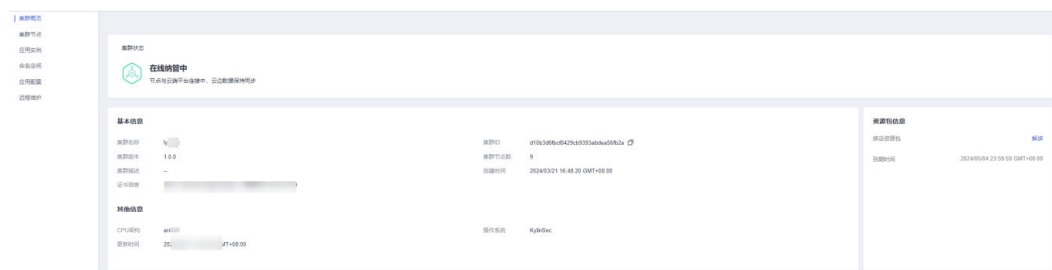 集群概览
集群节点
应用实例
命名空间
应用配置
远程维护
集群状态
在线纳管中
节点与云端平台连接中，云边数据保持同步
基本信息
集群名称 ly
集群ID
集群版本 1.0.0
集群节点数 9
集群描述 --
创建时间 2024/03/21 16:48:20 GMT+08:00
证书指纹
其他信息
CPU架构
操作系统 KylinSec
更新时间 202 MT+08:00
资源包信息
绑定资源包 解绑
到期时间 2024/05/04 23:59:59 GMT+08:00